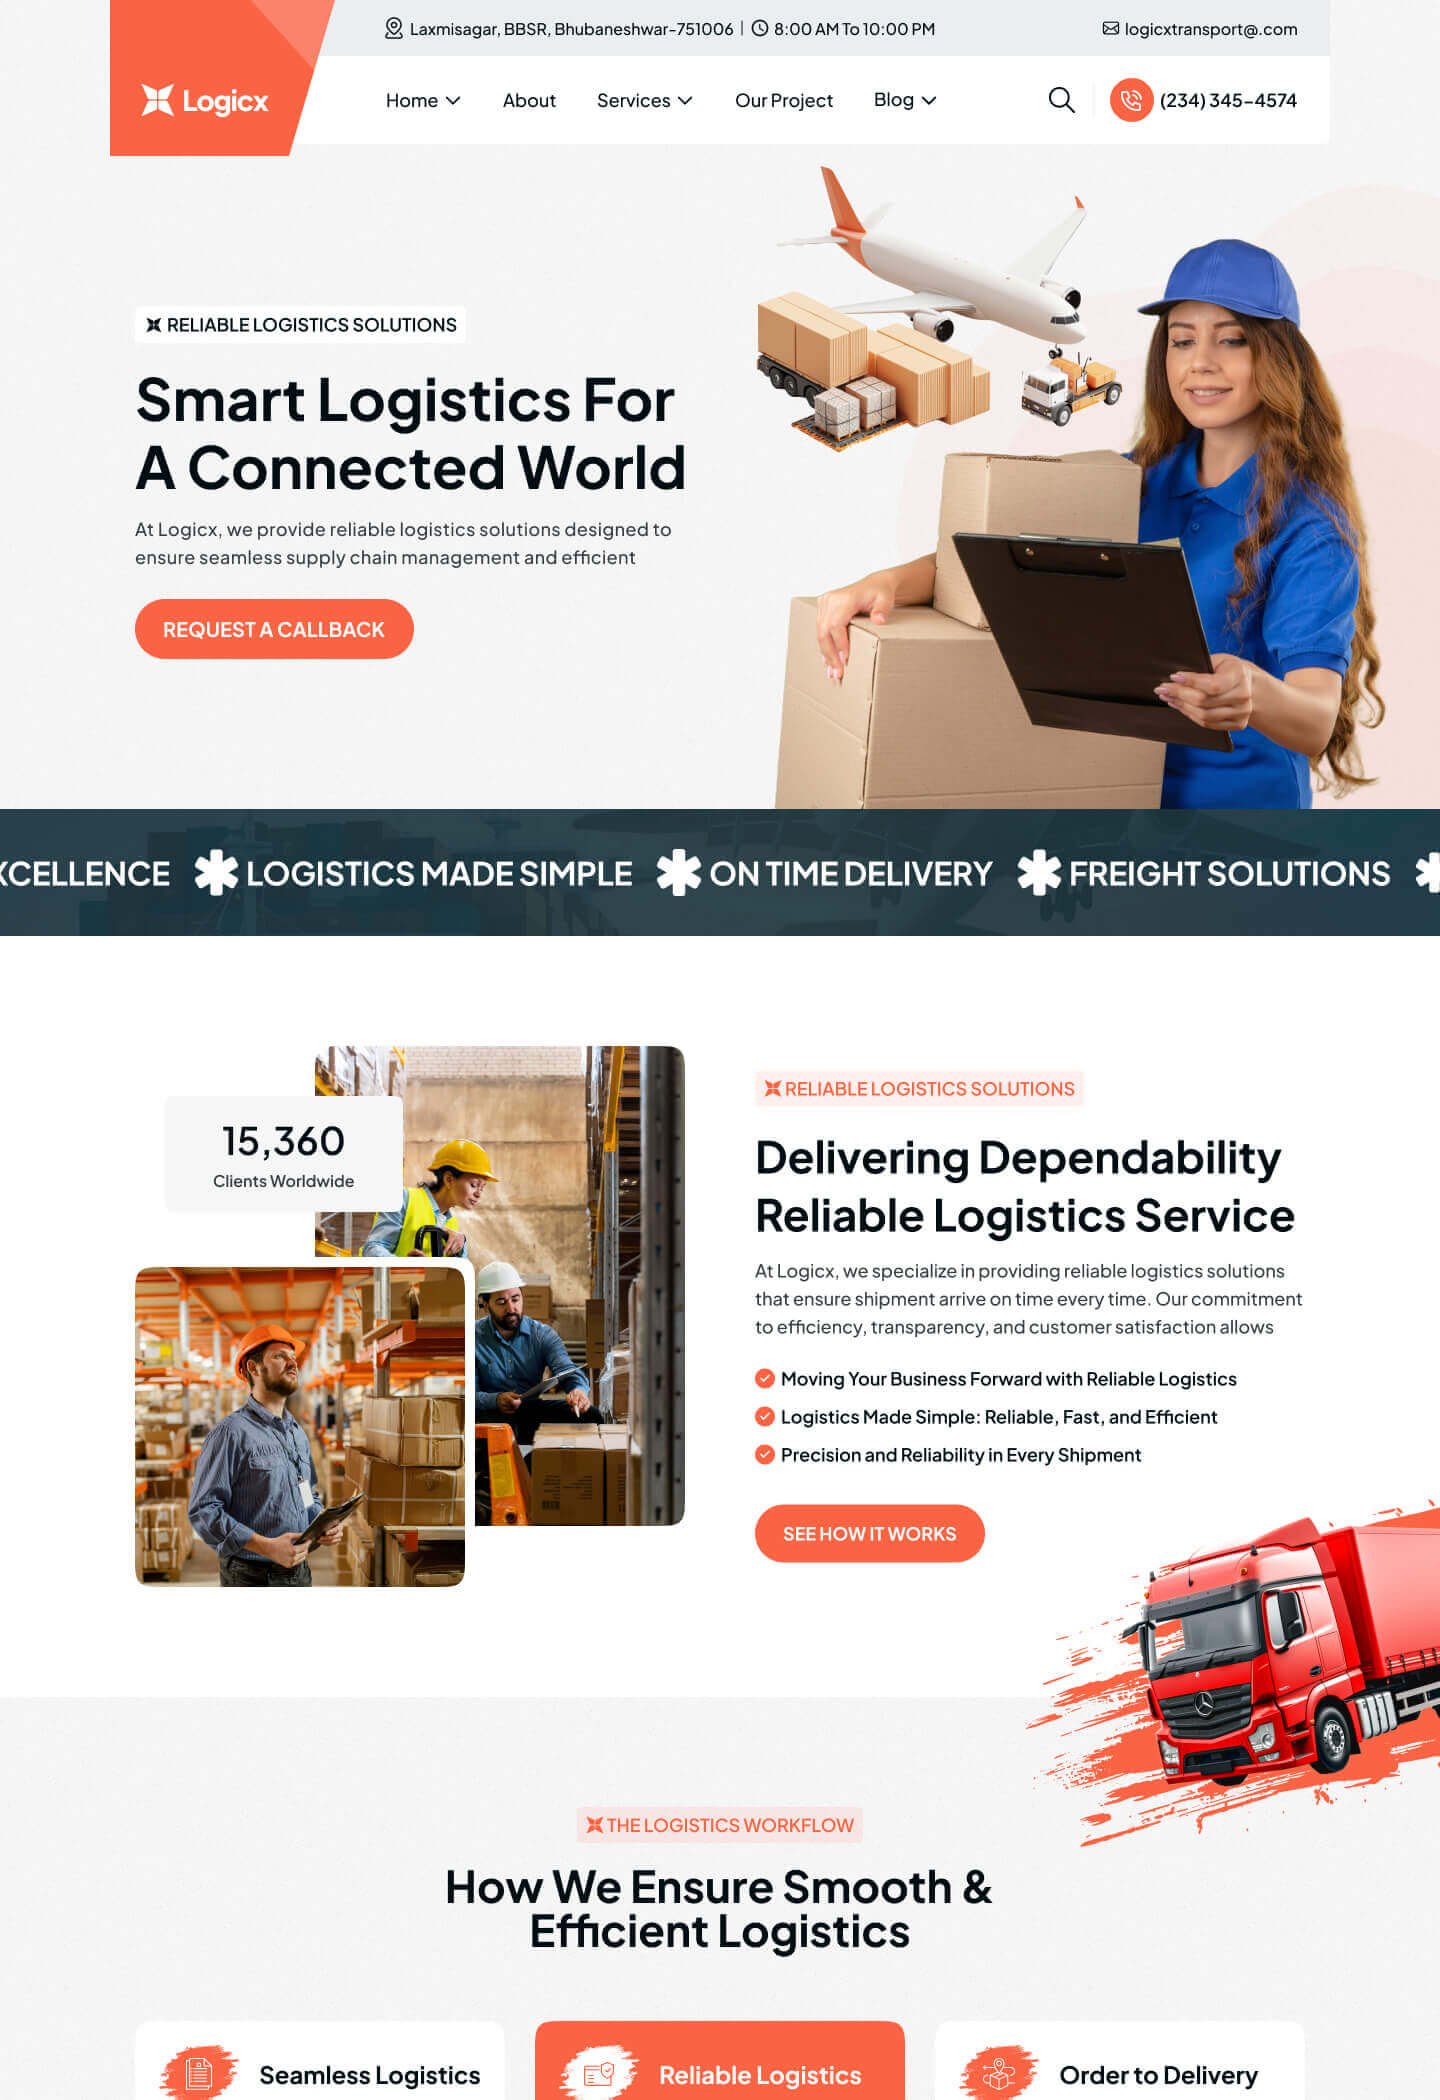 Laxmisagar, BBSR, Bhubaneshwar-751006 | 8:00 AM To 10:00 PM
logicxtransport@.com
Logicx
Home
About
Services
Our Project
Blog
(234) 345-4574
RELIABLE LOGISTICS SOLUTIONS
Smart Logistics For
A Connected World
At Logicx, we provide reliable logistics solutions designed to
ensure seamless supply chain management and efficient
REQUEST A CALLBACK
XCELLENCE
LOGISTICS MADE SIMPLE
ON TIME DELIVERY
FREIGHT SOLUTIONS
15,360
Clients Worldwide
RELIABLE LOGISTICS SOLUTIONS
Delivering Dependability
Reliable Logistics Service
At Logicx, we specialize in providing reliable logistics solutions
that ensure shipment arrive on time every time. Our commitment
to efficiency, transparency, and customer satisfaction allows
Moving Your Business Forward with Reliable Logistics
Logistics Made Simple: Reliable, Fast, and Efficient
Precision and Reliability in Every Shipment
SEE HOW IT WORKS
THE LOGISTICS WORKFLOW
How We Ensure Smooth &
Efficient Logistics
Seamless Logistics
Reliable Logistics
Order to Delivery